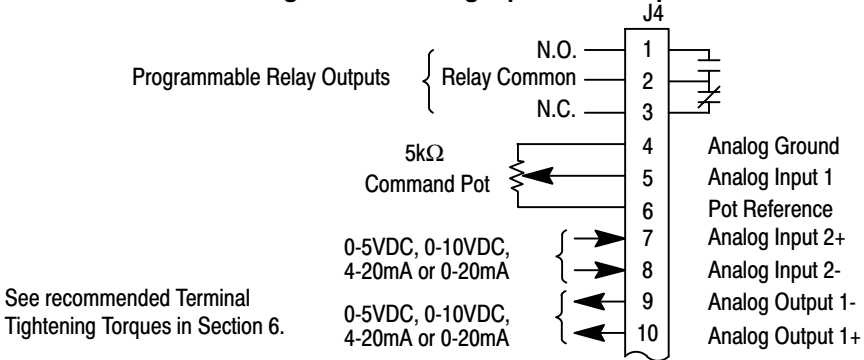 J4
N.O. 1
Programmable Relay Outputs Relay Common 2
N.C. 3
4 Analog Ground
5kΩ
Command Pot
5 Analog Input 1
6 Pot Reference
0-5VDC, 0-10VDC,
4-20mA or 0-20mA
7 Analog Input 2+
8 Analog Input 2-
See recommended Terminal
Tightening Torques in Section 6.
0-5VDC, 0-10VDC,
4-20mA or 0-20mA
9 Analog Output 1-
10 Analog Output 1+